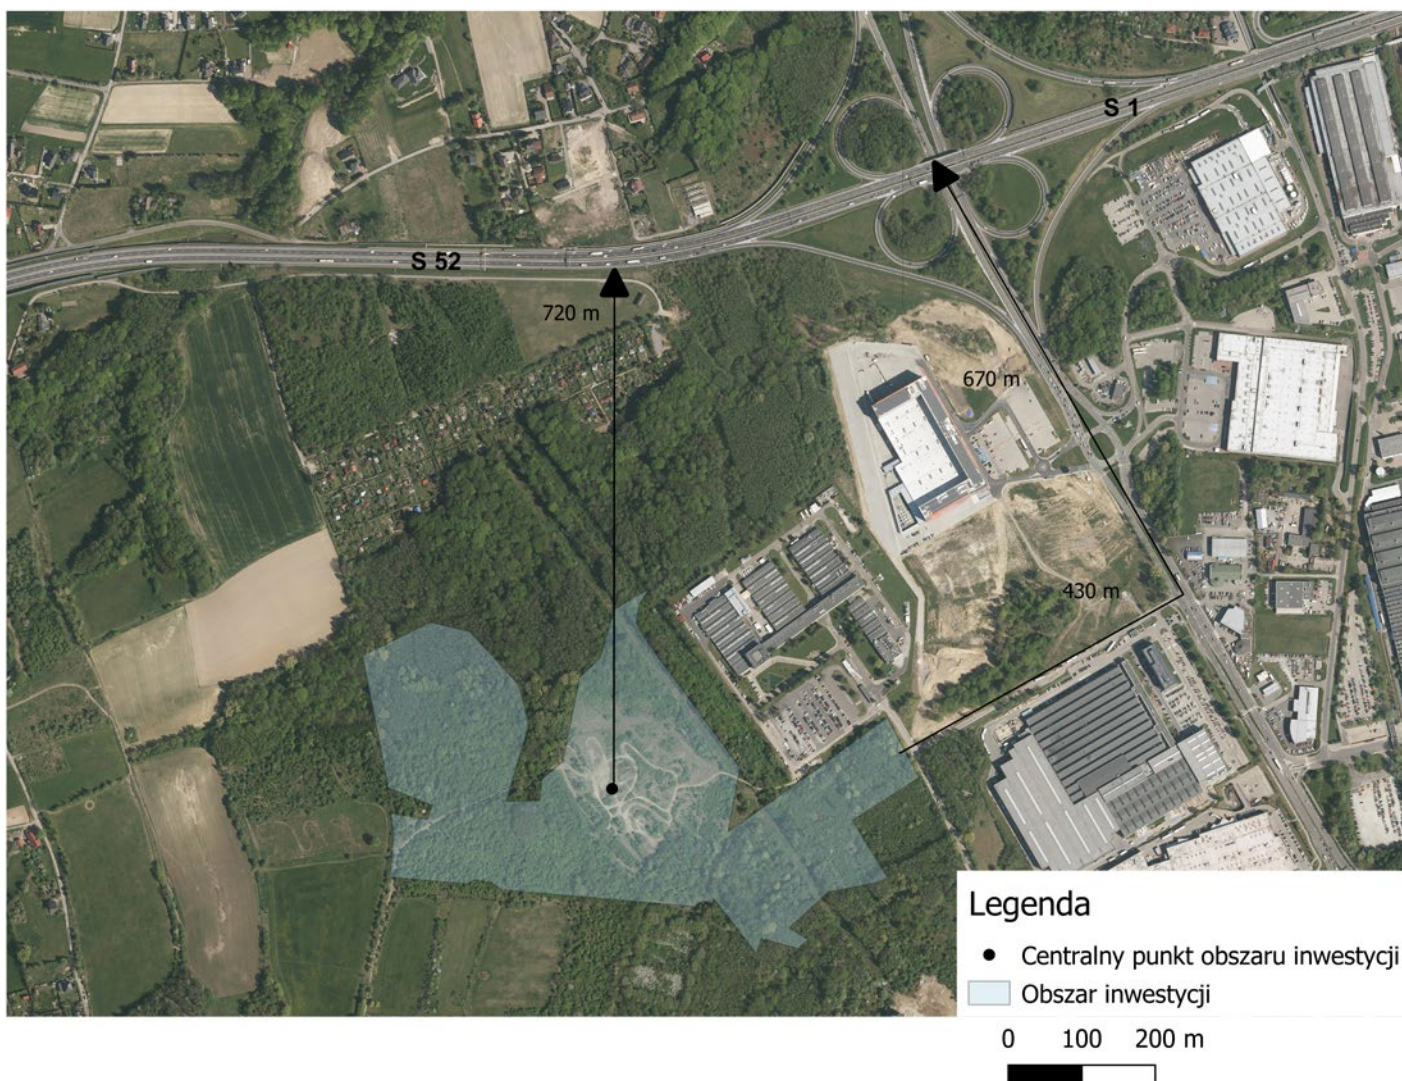 S 1
S 52
720 m
670 m
430 m
Legenda
Centralny punkt obszaru inwestycji
Obszar inwestycji
0 100 200 m